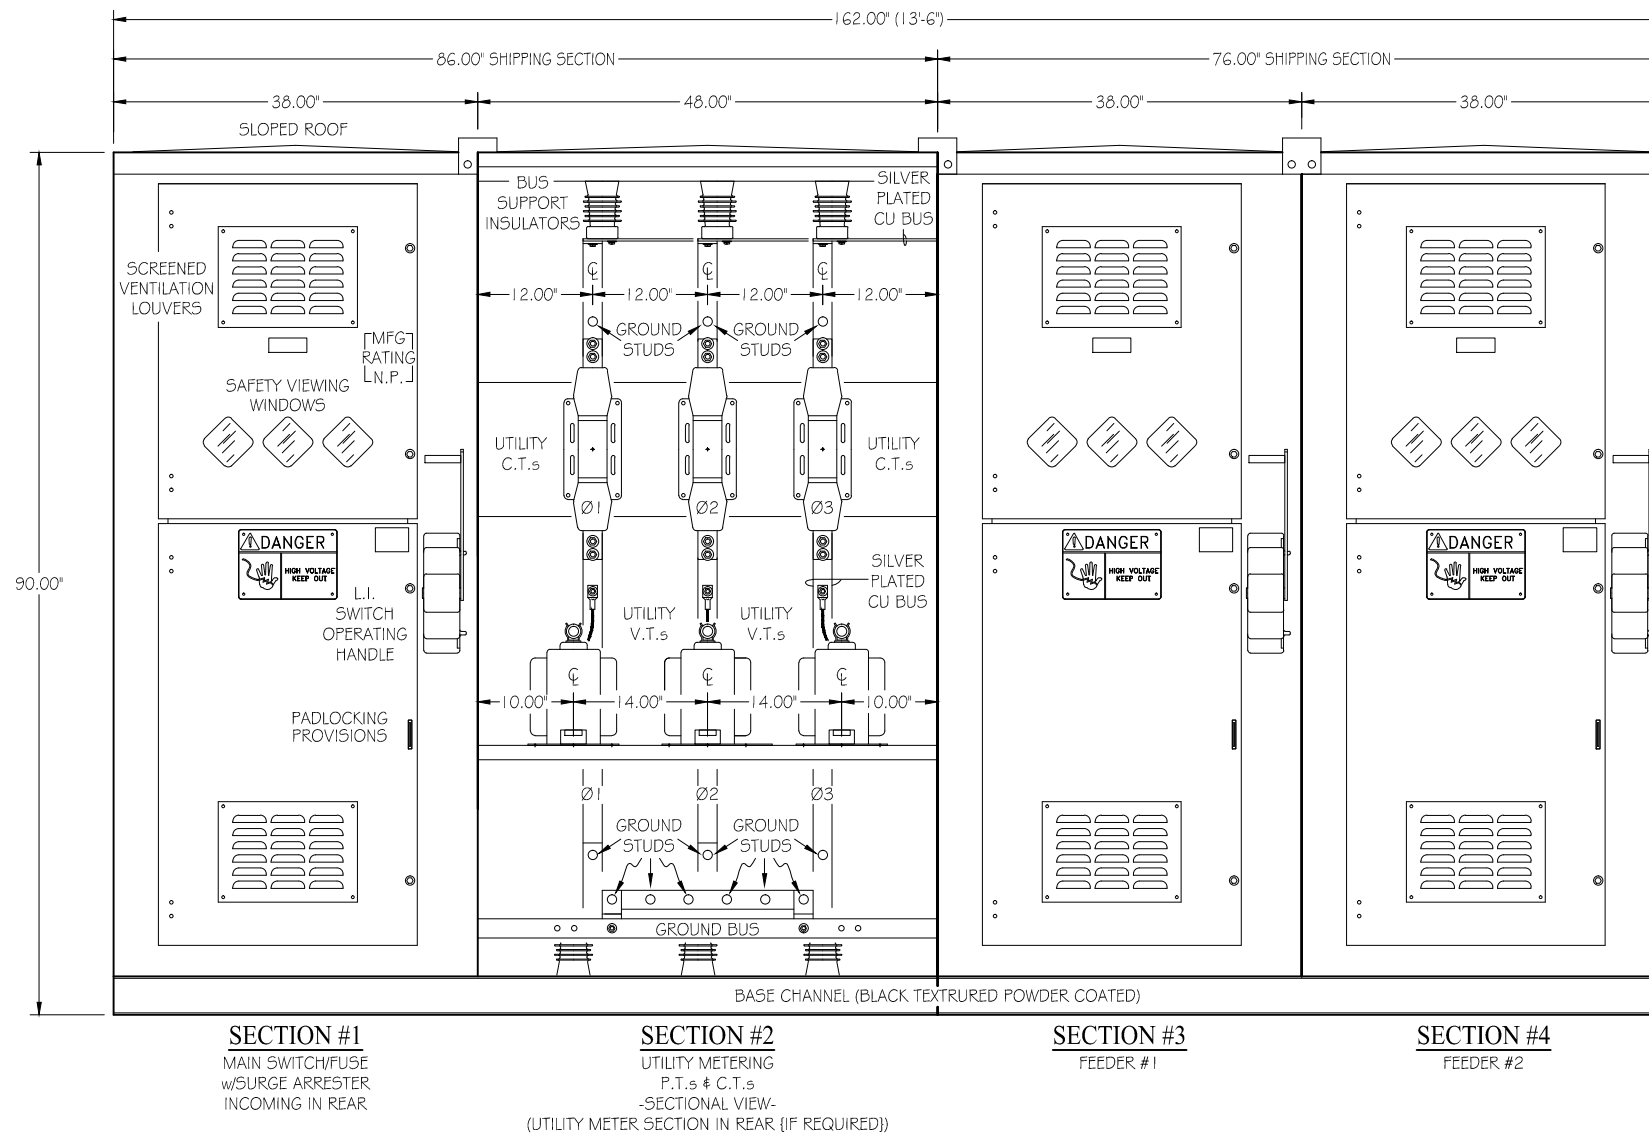 162.00" (13'-6")
86.00" SHIPPING SECTION
76.00" SHIPPING SECTION
38.00"
48.00"
38.00"
38.00"
SLOPED ROOF
90.00"
SCREENED
VENTILATION
LOUVERS
MFG
RATING
N.P.
SAFETY VIEWING
WINDOWS
DANGER
HIGH VOLTAGE
KEEP OUT
L.I.
SWITCH
OPERATING
HANDLE
PADLOCKING
PROVISIONS
BUS
SUPPORT
INSULATORS
SILVER
PLATED
CU BUS
℄
℄
℄
12.00"
12.00"
12.00"
12.00"
GROUND
STUDS
GROUND
STUDS
UTILITY
C.T.s
UTILITY
C.T.s
Ø1
Ø2
Ø3
SILVER
PLATED
CU BUS
UTILITY
V.T.s
UTILITY
V.T.s
℄
℄
℄
10.00"
14.00"
14.00"
10.00"
Ø1
Ø2
Ø3
GROUND
STUDS
GROUND
STUDS
GROUND BUS
DANGER
HIGH VOLTAGE
KEEP OUT
DANGER
HIGH VOLTAGE
KEEP OUT
BASE CHANNEL (BLACK TEXTRURED POWDER COATED)
SECTION #1
MAIN SWITCH/FUSE
w/SURGE ARRESTER
INCOMING IN REAR
SECTION #2
UTILITY METERING
P.T.s & C.T.s
-SECTIONAL VIEW-
(UTILITY METER SECTION IN REAR {IF REQUIRED})
SECTION #3
FEEDER #1
SECTION #4
FEEDER #2